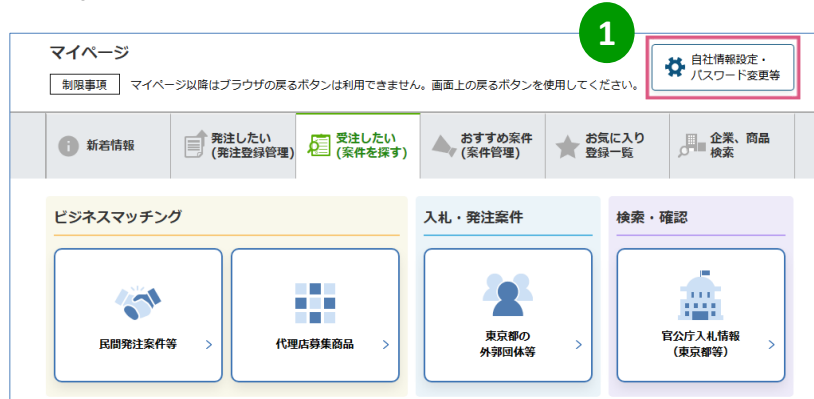 1
マイページ
自社情報設定・
パスワード変更等
制限事項 マイページ以降はブラウザの戻るボタンは利用できません。画面上の戻るボタンを使用してください。
新着情報
発注したい
(発注登録管理)
受注したい
(案件を探す)
おすすめ案件
(案件管理)
お気に入り
登録一覧
企業、商品
検索
ビジネスマッチング
民間発注案件等 >
代理店募集商品 >
入札・発注案件
東京都の
外郭団体等 >
検索・確認
官公庁入札情報
(東京都等) >